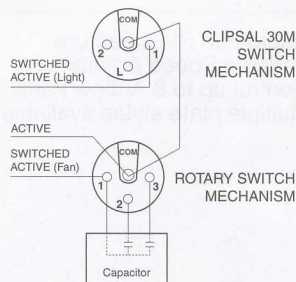 COM
CLIPSAL 30M
SWITCH
MECHANISM
2
1
L
SWITCHED
ACTIVE (Light)
ACTIVE
SWITCHED
ACTIVE (Fan)
COM
1
3
2
ROTARY SWITCH
MECHANISM
Capacitor